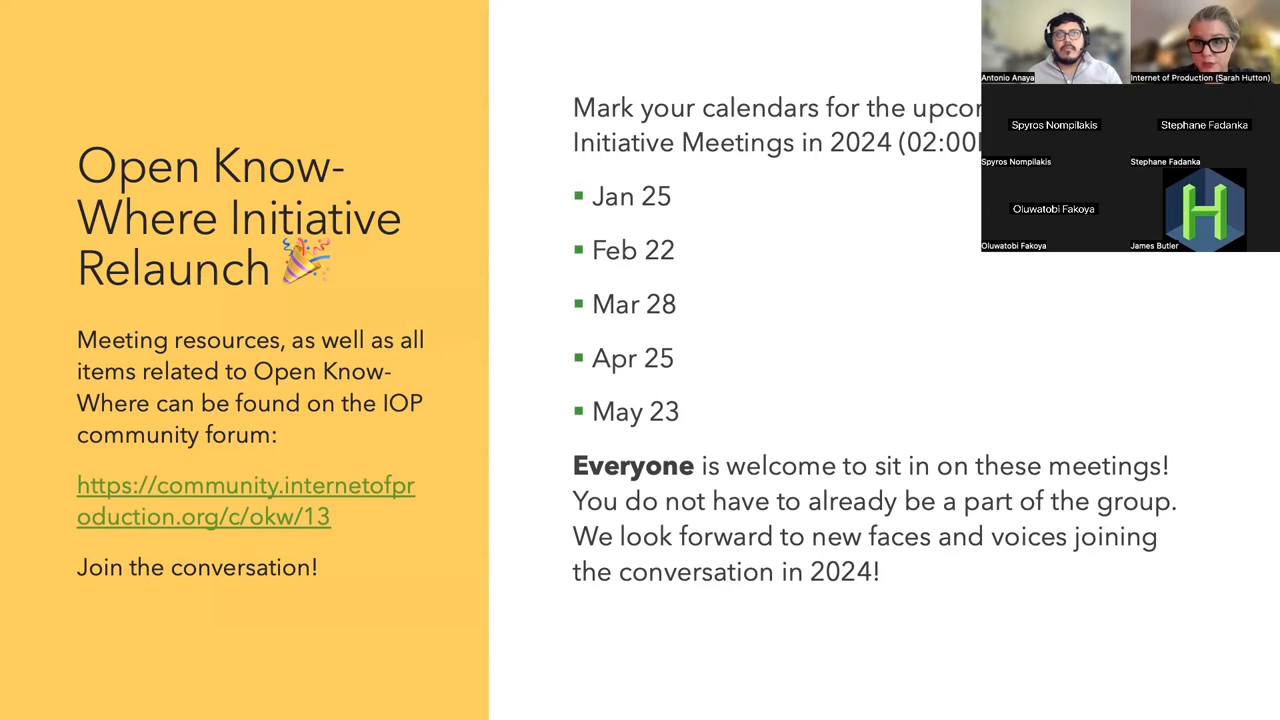 Open Know-
Where Initiative
Relaunch 🎉
Meeting resources, as well as all
items related to Open Know-
Where can be found on the IOP
community forum:
https://community.internetofpr
oduction.org/c/okw/13
Join the conversation!
Mark your calendars for the
Initiative Meetings in 2024
▪ Jan 25
▪ Feb 22
▪ Mar 28
▪ Apr 25
▪ May 23
Everyone is welcome to sit in on these meetings!
You do not have to already be a part of the group.
We look forward to new faces and voices joining
the conversation in 2024!
Antonio Anaya
Internet of Production (Sarah Hutton)
Spyros Nompilakis
Stephane Fadanka
Spyros Nompilakis
Stephane Fadanka
Oluwatobi Fakoya
H
Oluwatobi Fakoya
James Butler